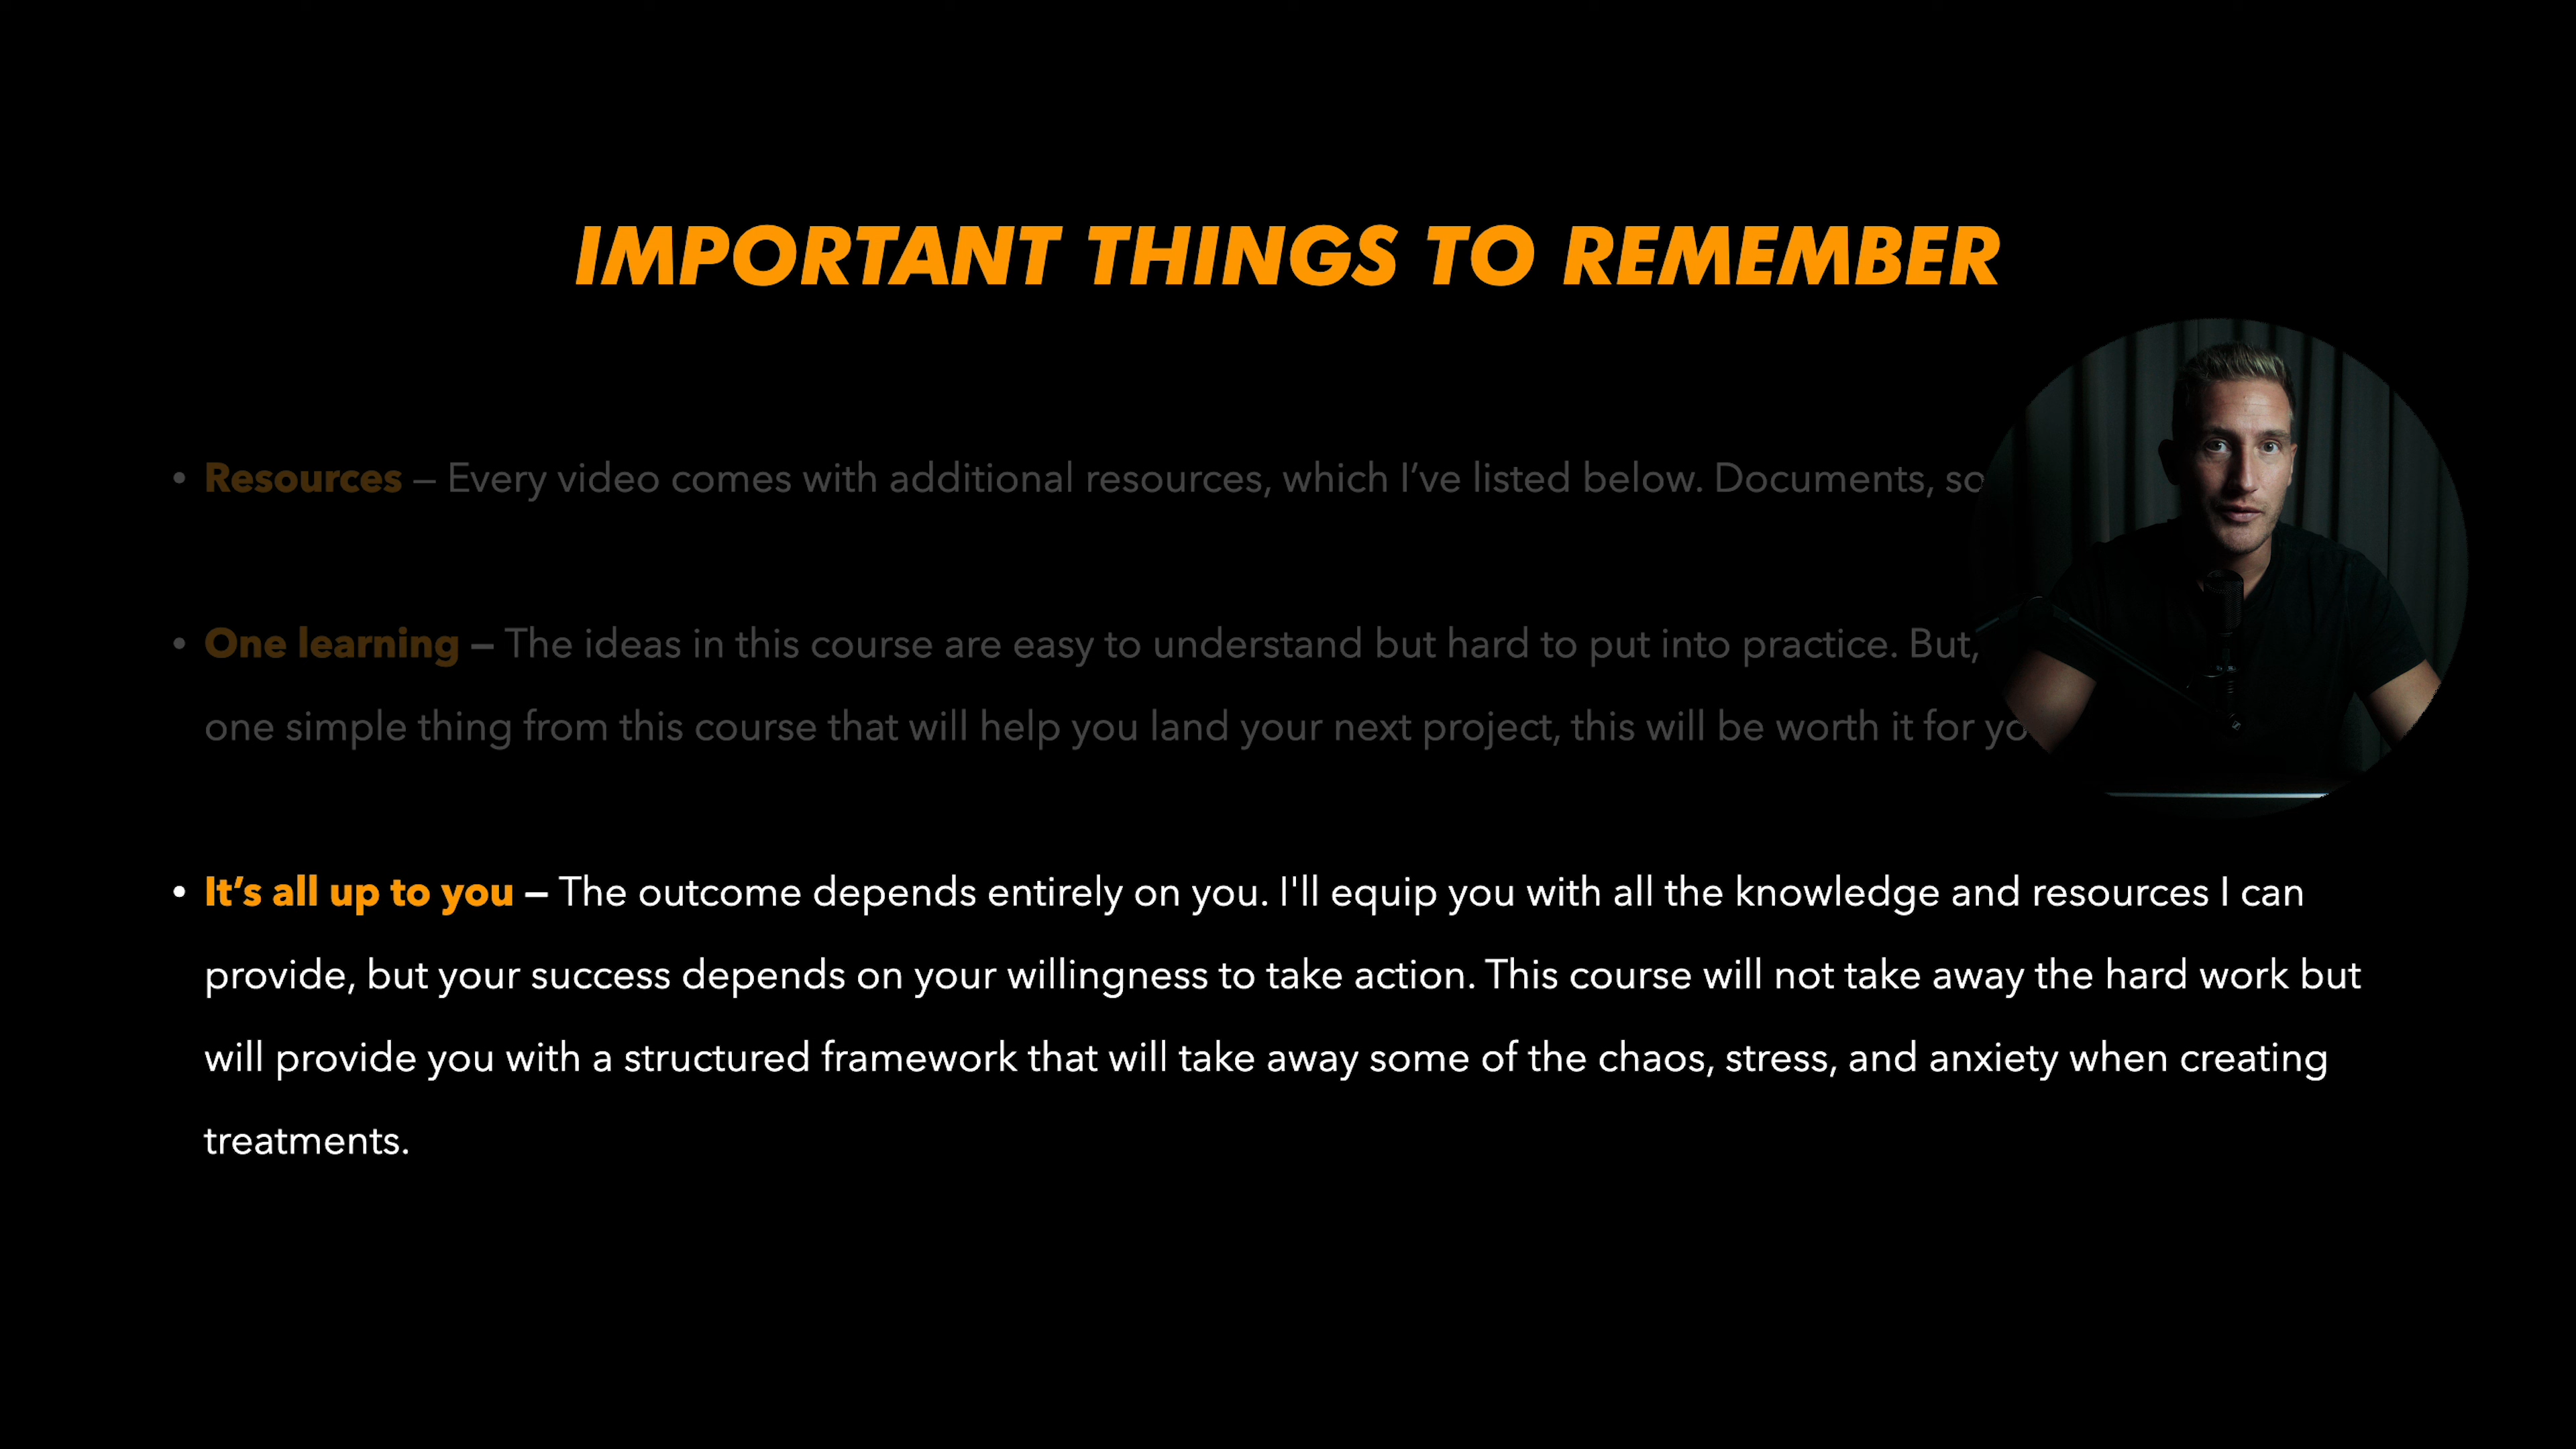 IMPORTANT THINGS TO REMEMBER
• Resources – Every video comes with additional resources, which I’ve listed below. Documents,
• One learning – The ideas in this course are easy to understand but hard to put into practice. But,
one simple thing from this course that will help you land your next project, this will be worth it for
• It’s all up to you – The outcome depends entirely on you. I'll equip you with all the knowledge and resources I can
provide, but your success depends on your willingness to take action. This course will not take away the hard work but
will provide you with a structured framework that will take away some of the chaos, stress, and anxiety when creating
treatments.